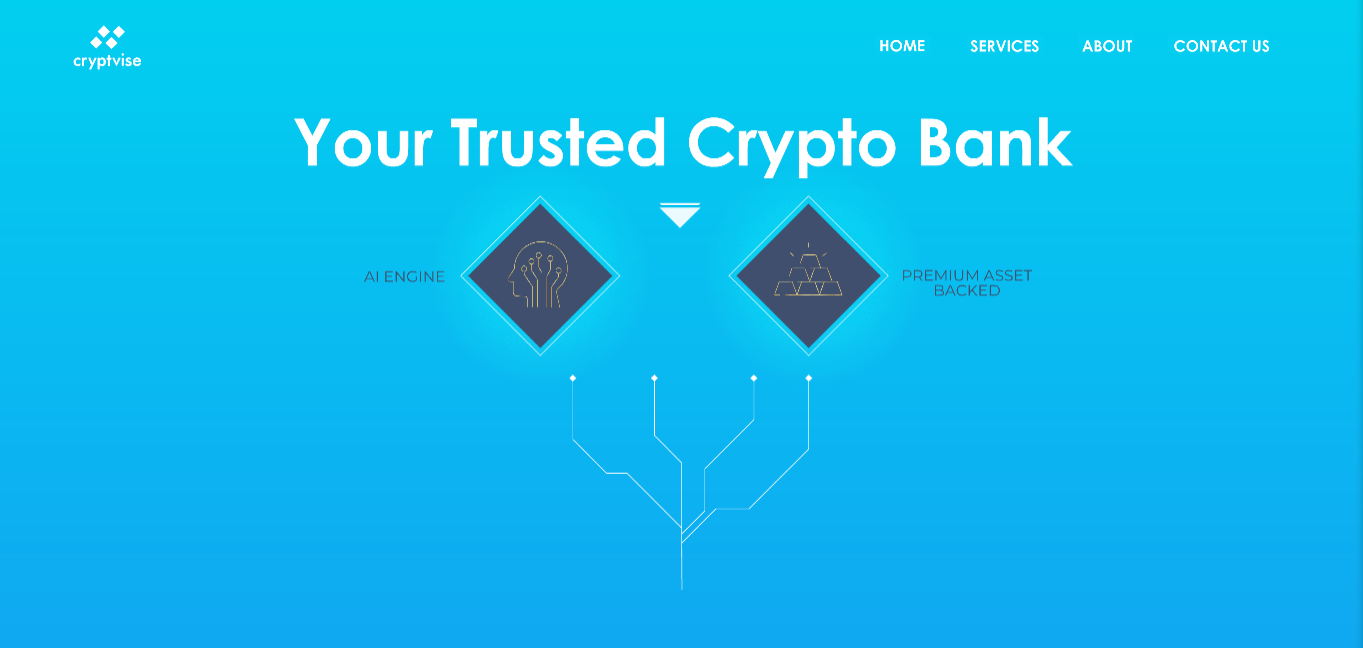 cryptvise
HOME
SERVICES
ABOUT
CONTACT US
Your Trusted Crypto Bank
AI ENGINE
PREMIUM ASSET
BACKED